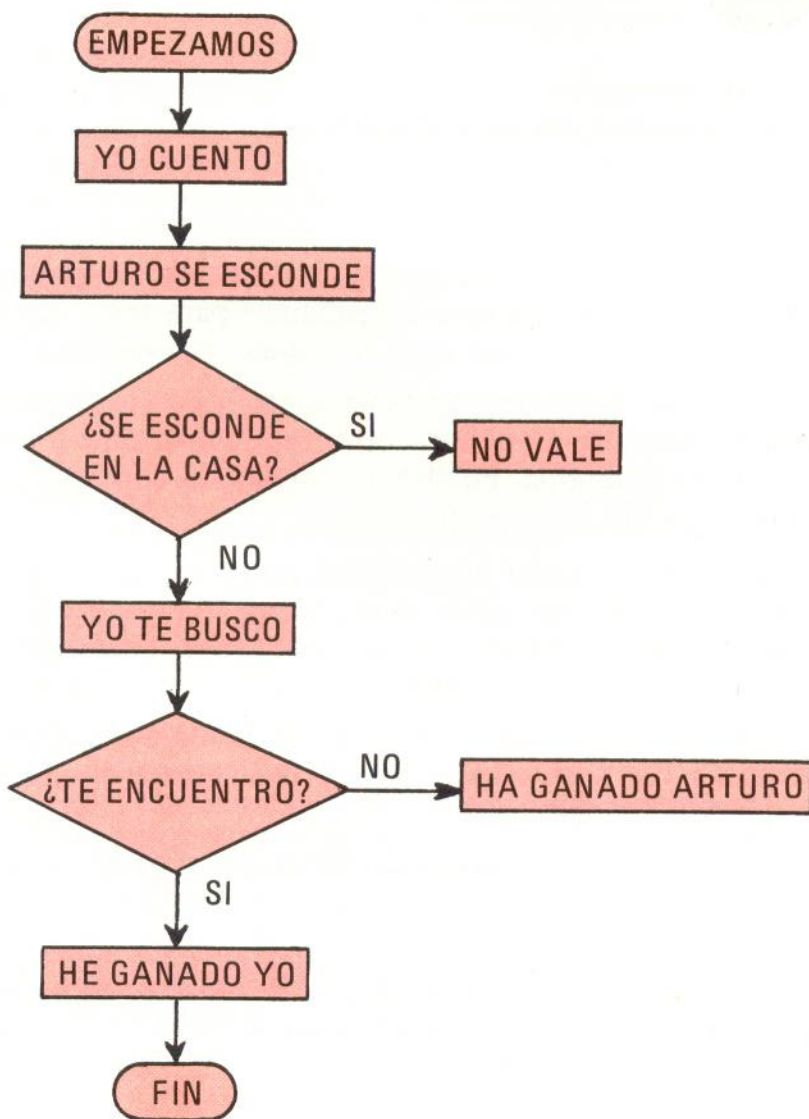 EMPEZAMOS
YO CUENTO
ARTURO SE ESCONDE
¿SE ESCONDE
EN LA CASA?
SI
NO VALE
NO
YO TE BUSCO
¿TE ENCUENTRO?
NO
HA GANADO ARTURO
SI
HE GANADO YO
FIN